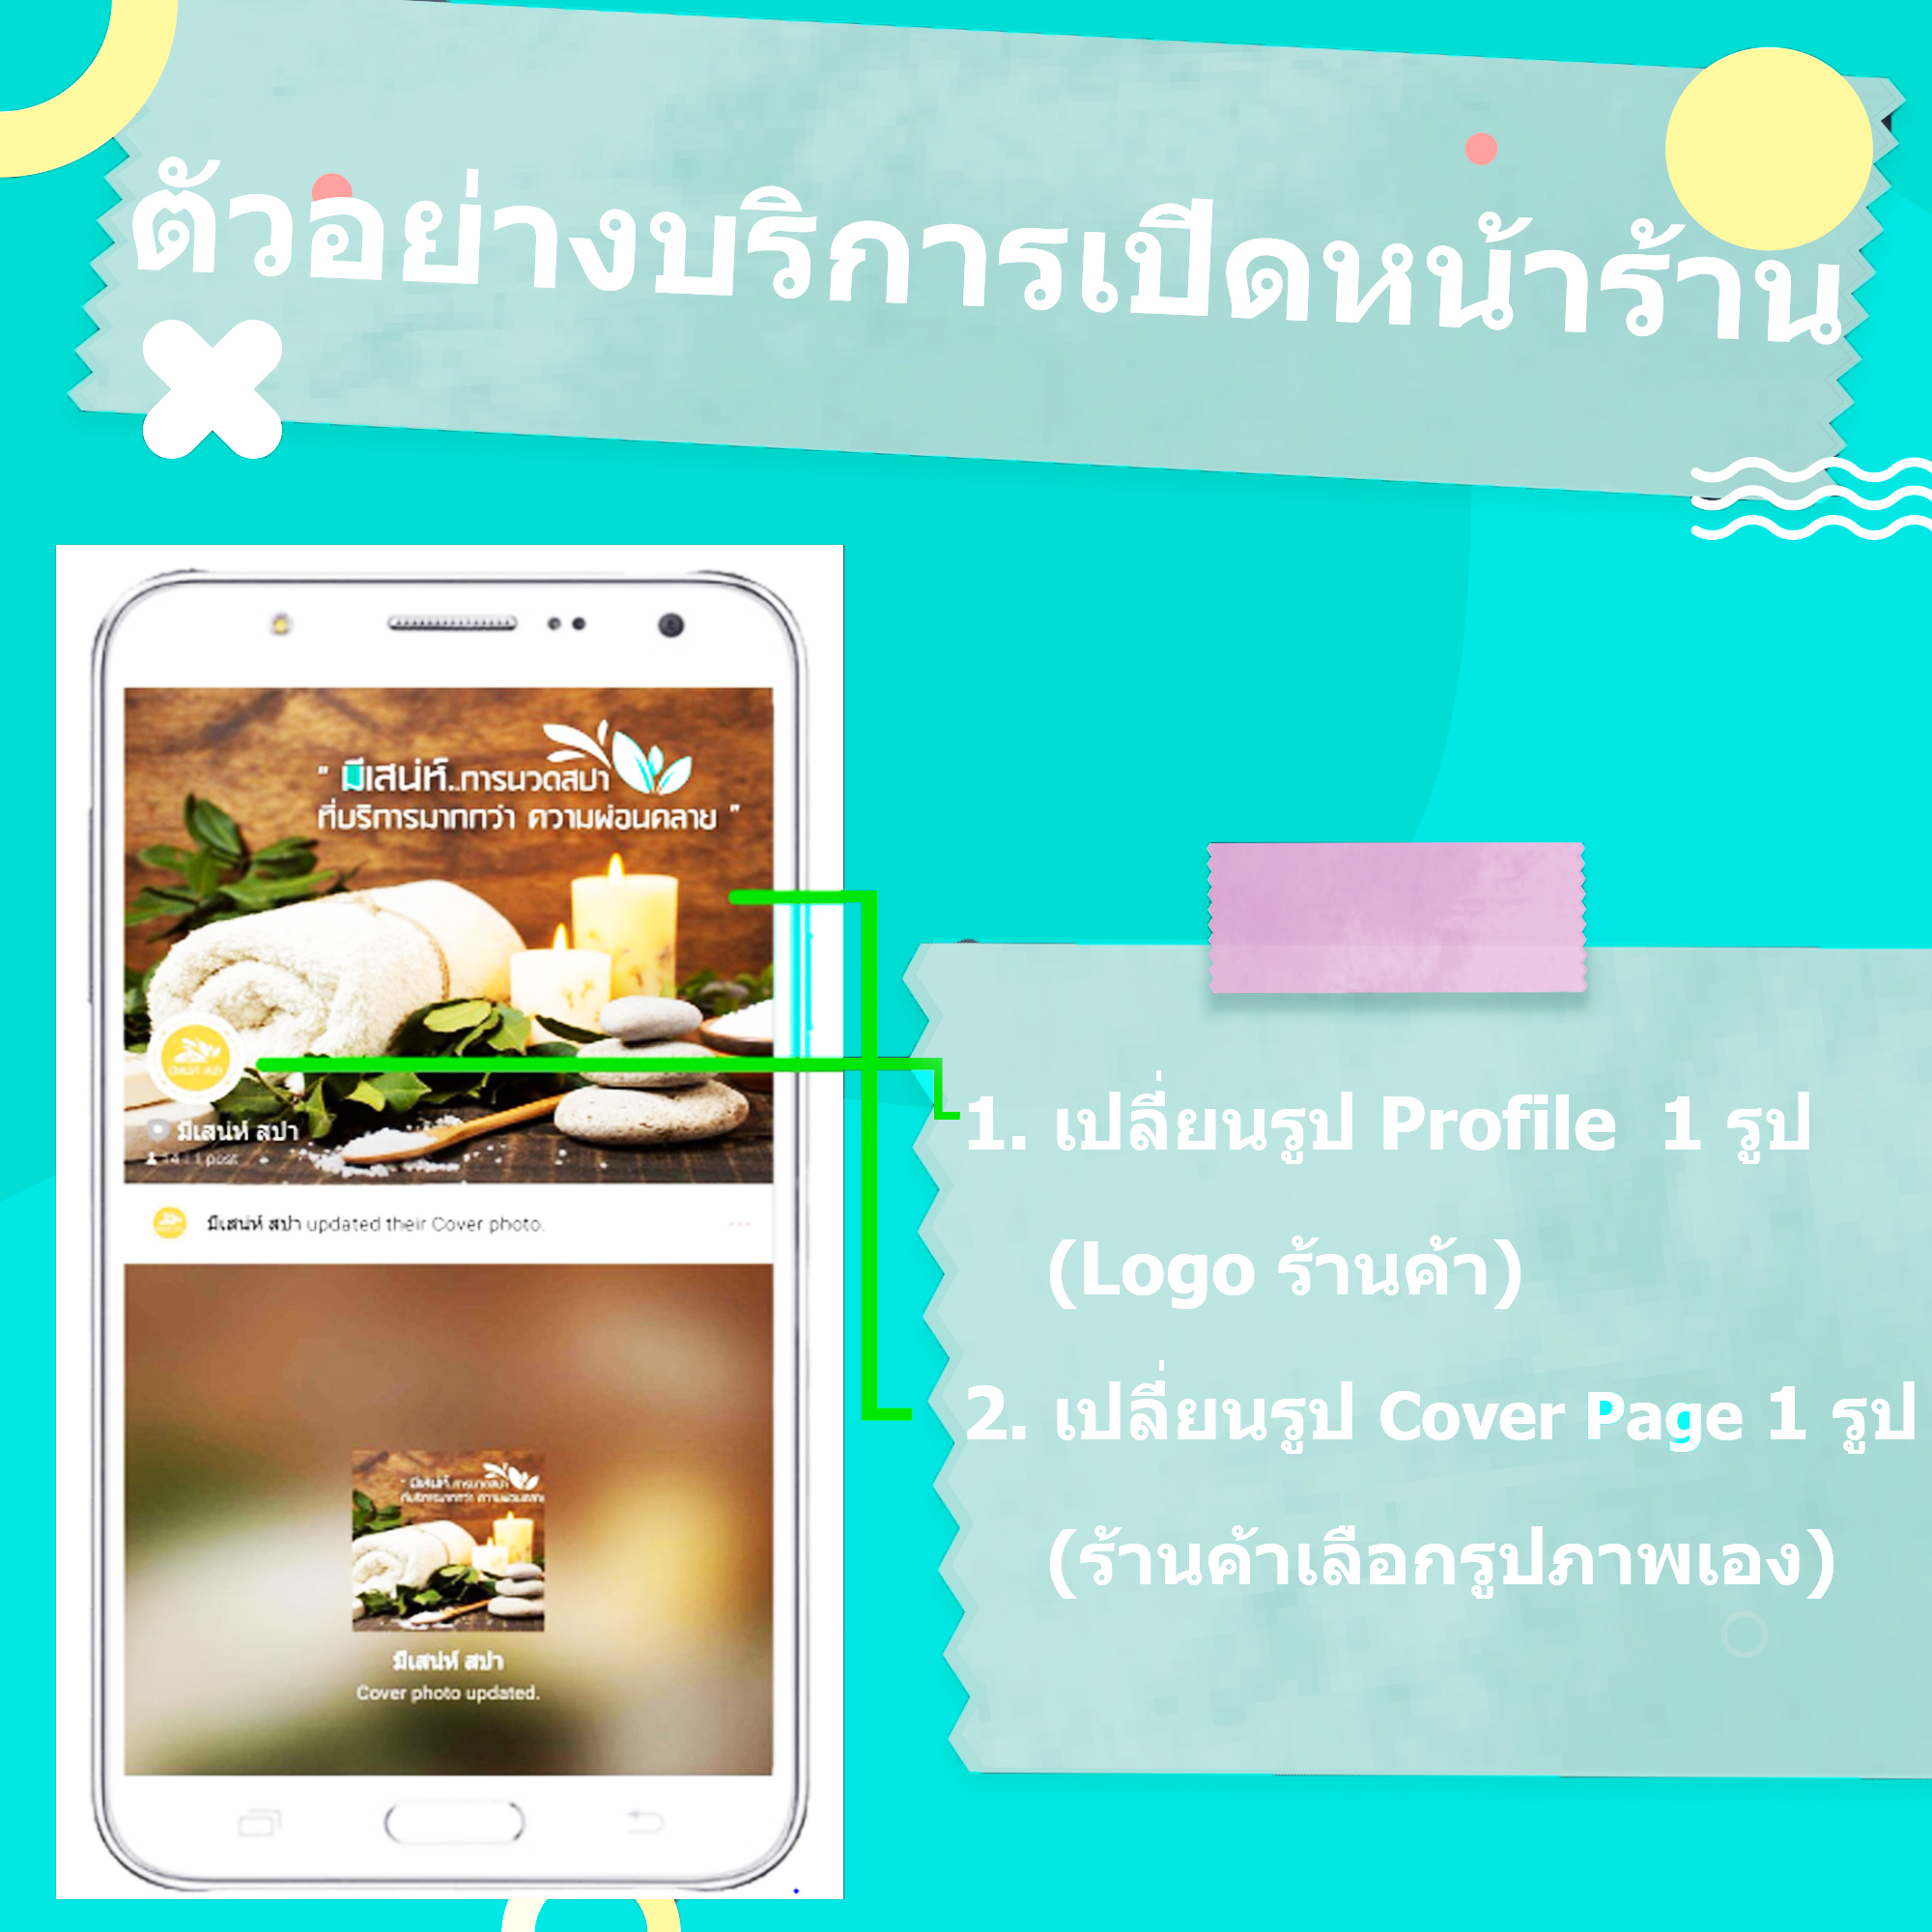 ตัวอย่างบริการเปิดหน้าร้าน
" มีเสน่ห์..การนวดสปา
ที่บริการมากกว่า ความผ่อนคลาย "
มีเสน่ห์ สปา
14 | 1 post
มีเสน่ห์ สปา updated their Cover photo.
" มีเสน่ห์..การนวดสปา
ที่บริการมากกว่า ความผ่อนคลาย
มีเสน่ห์ สปา
Cover photo updated.
1. เปลี่ยนรูป Profile 1 รูป
(Logo ร้านค้า)
2. เปลี่ยนรูป Cover Page 1 รูป
(ร้านค้าเลือกรูปภาพเอง)